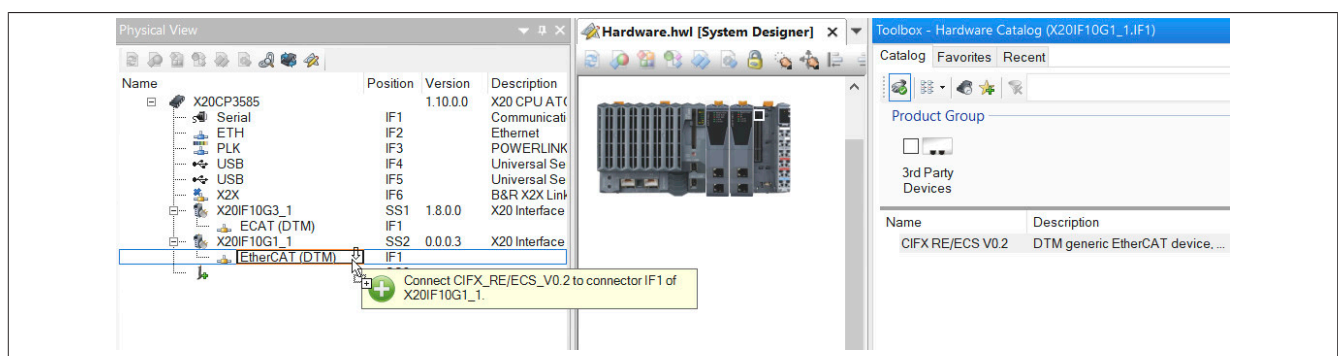 Physical View
Name Position Version Description
X20CP3585 1.10.0.0 X20 CPU AT(
Serial IF1 Communicati
ETH IF2 Ethernet
PLK IF3 POWERLINK
USB IF4 Universal Se
USB IF5 Universal Se
X2X IF6 B&R X2X Link
X20IF10G3_1 SS1 1.8.0.0 X20 Interface
ECAT (DTM) IF1
X20IF10G1_1 SS2 0.0.0.3 X20 Interface
EtherCAT (DTM) IF1
Connect CIFX_RE/ECS_V0.2 to connector IF1 of
X20IF10G1_1.
Hardware.hwl [System Designer]
Toolbox - Hardware Catalog (X20IF10G1_1.IF1)
Catalog Favorites Recent
Product Group
3rd Party
Devices
Name Description
CIFX RE/ECS V0.2 DTM generic EtherCAT device, ...